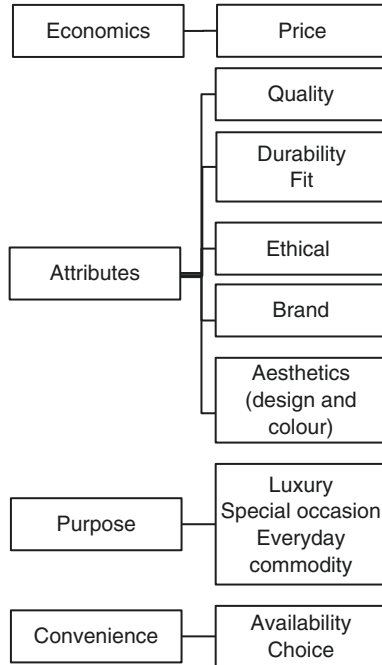 Economics
Price
Quality
Durability
Fit
Ethical
Attributes
Brand
Aesthetics
(design and
colour)
Luxury
Special occasion
Everyday
commodity
Purpose
Availability
Choice
Convenience